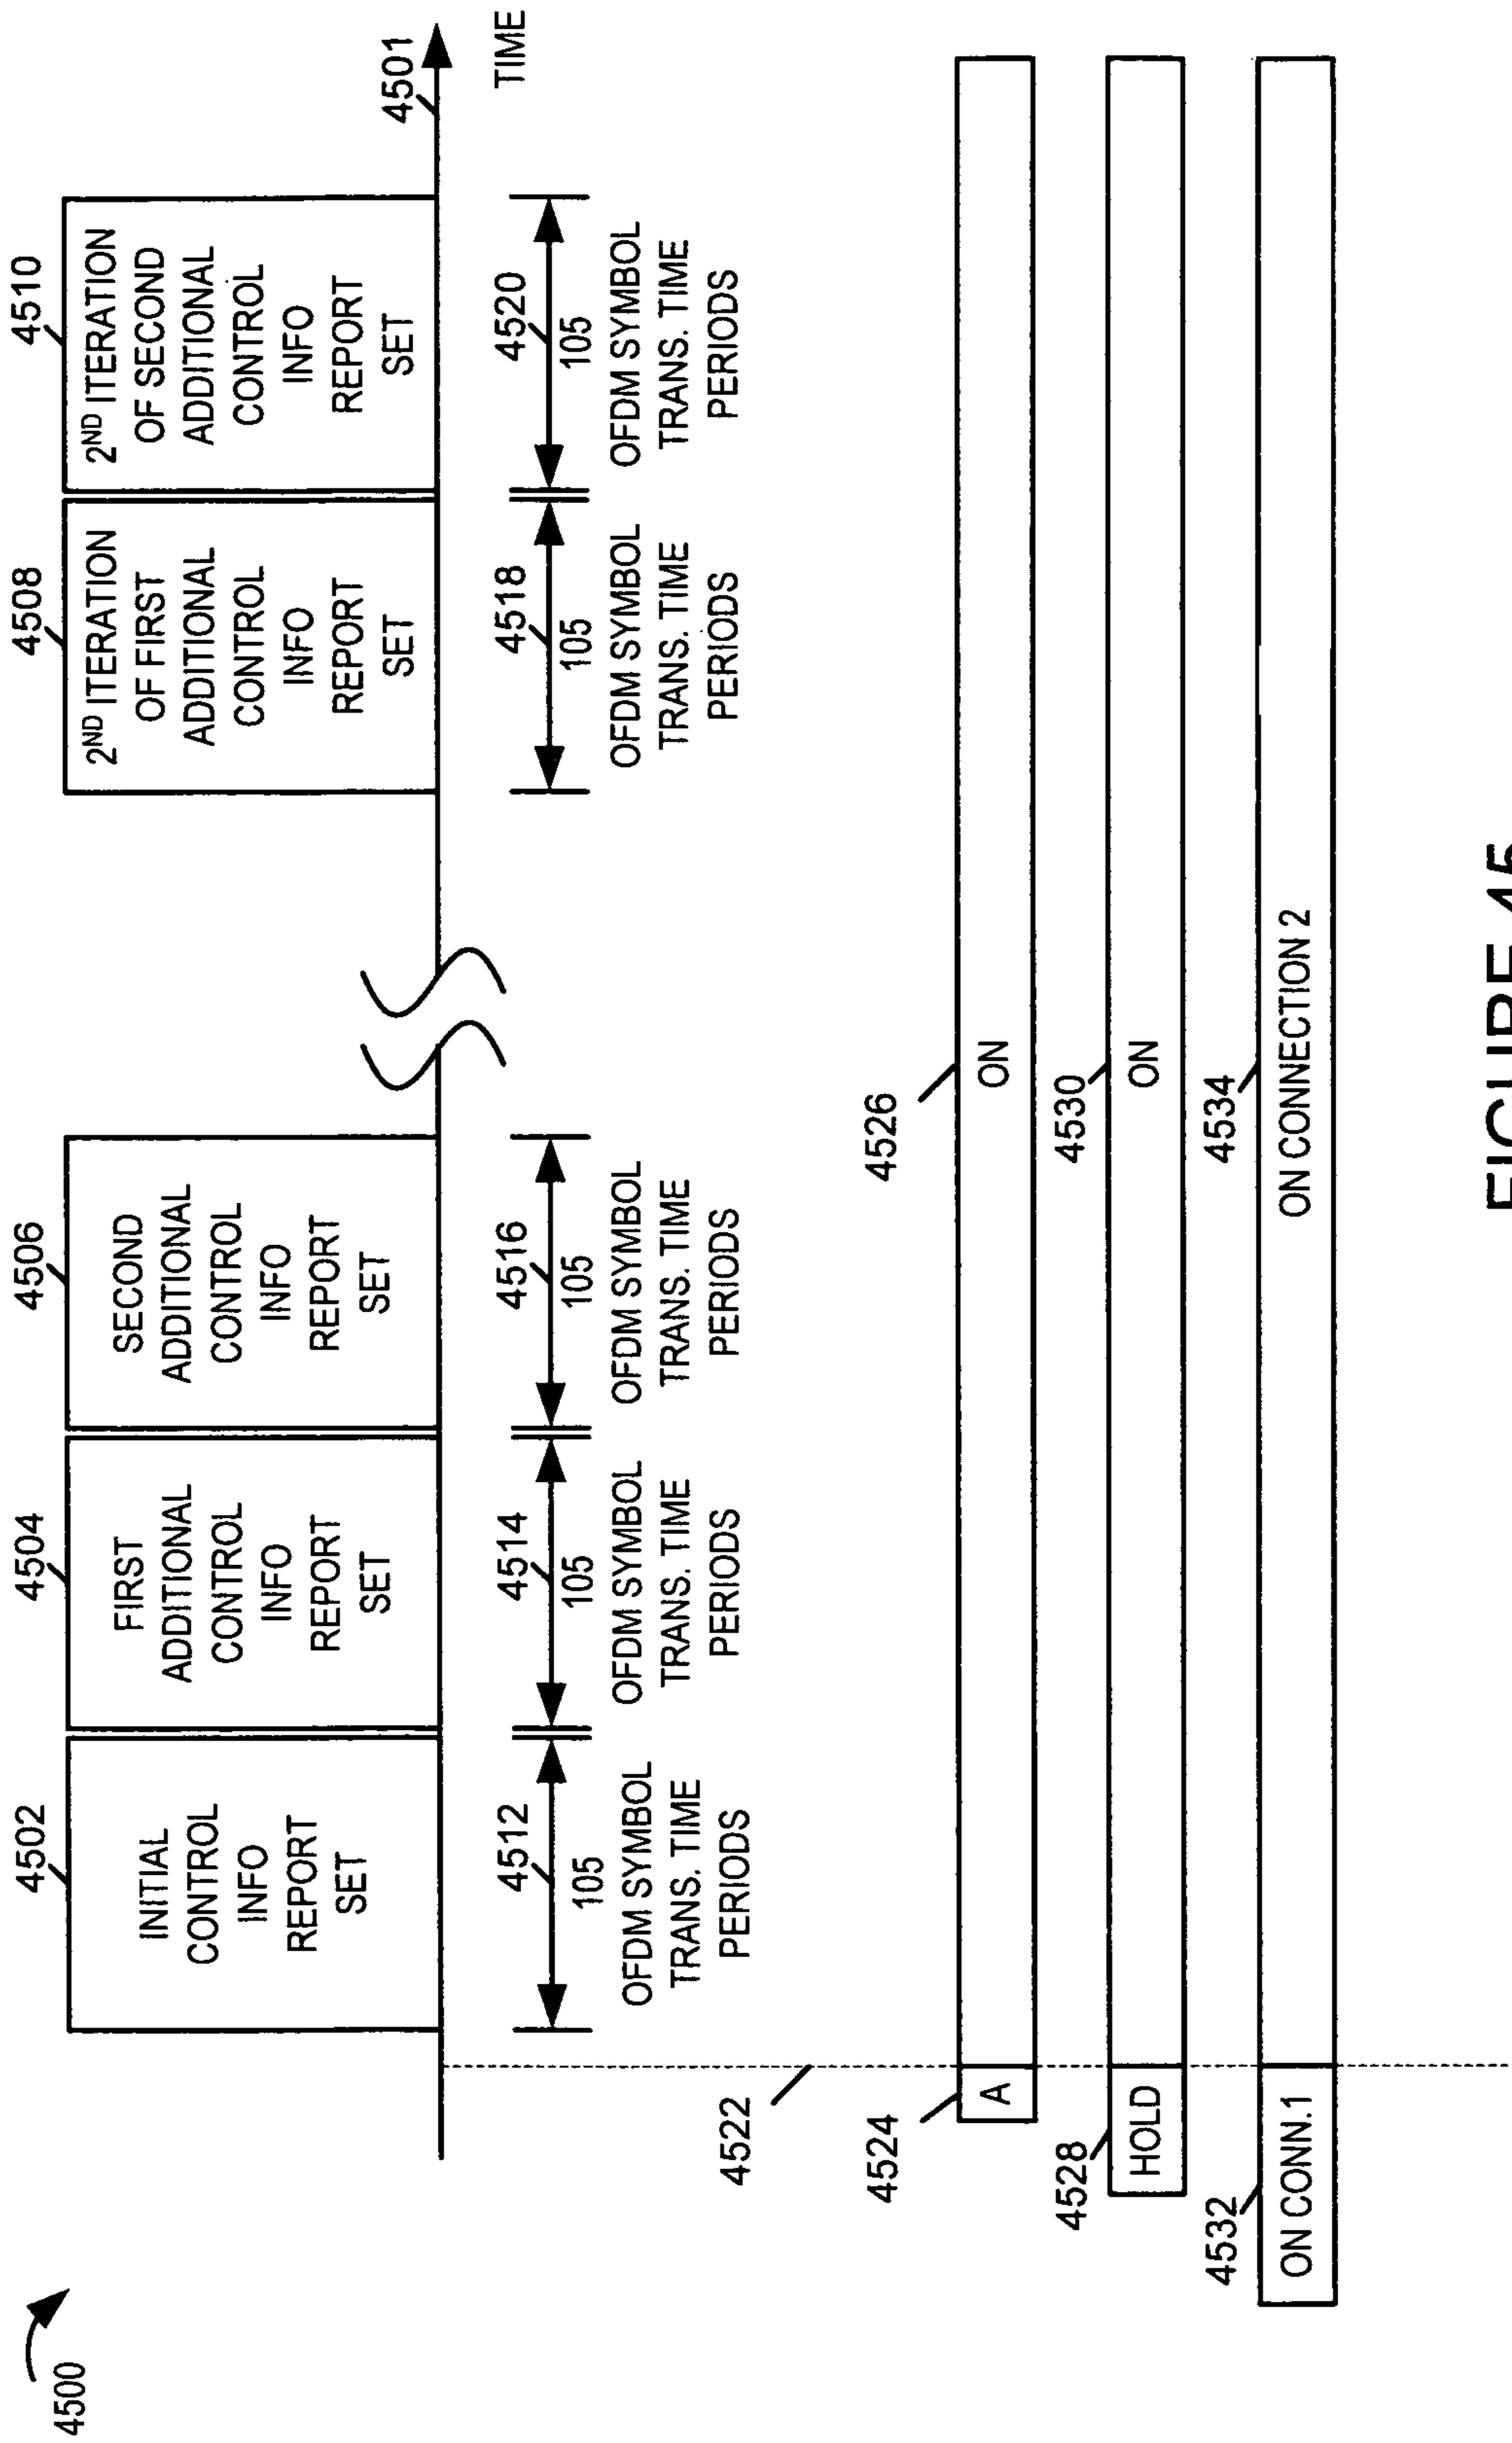 4500
4502
INITIAL
CONTROL
INFO
REPORT
SET
4504
FIRST
ADDITIONAL
CONTROL
INFO
REPORT
SET
4506
SECOND
ADDITIONAL
CONTROL
INFO
REPORT
SET
4508
2ND ITERATION
OF FIRST
ADDITIONAL
CONTROL
INFO
REPORT
SET
4510
2ND ITERATION
OF SECOND
ADDITIONAL
CONTROL
INFO
REPORT
SET
4501
TIME
4512
105
OFDM SYMBOL
TRANS. TIME
PERIODS
4514
105
OFDM SYMBOL
TRANS. TIME
PERIODS
4516
105
OFDM SYMBOL
TRANS. TIME
PERIODS
4518
105
OFDM SYMBOL
TRANS. TIME
PERIODS
4520
105
OFDM SYMBOL
TRANS. TIME
PERIODS
4522
4524
A
4526
ON
4528
HOLD
4530
ON
4532
ON CONN.1
4534
ON CONNECTION 2
FIGURE 45